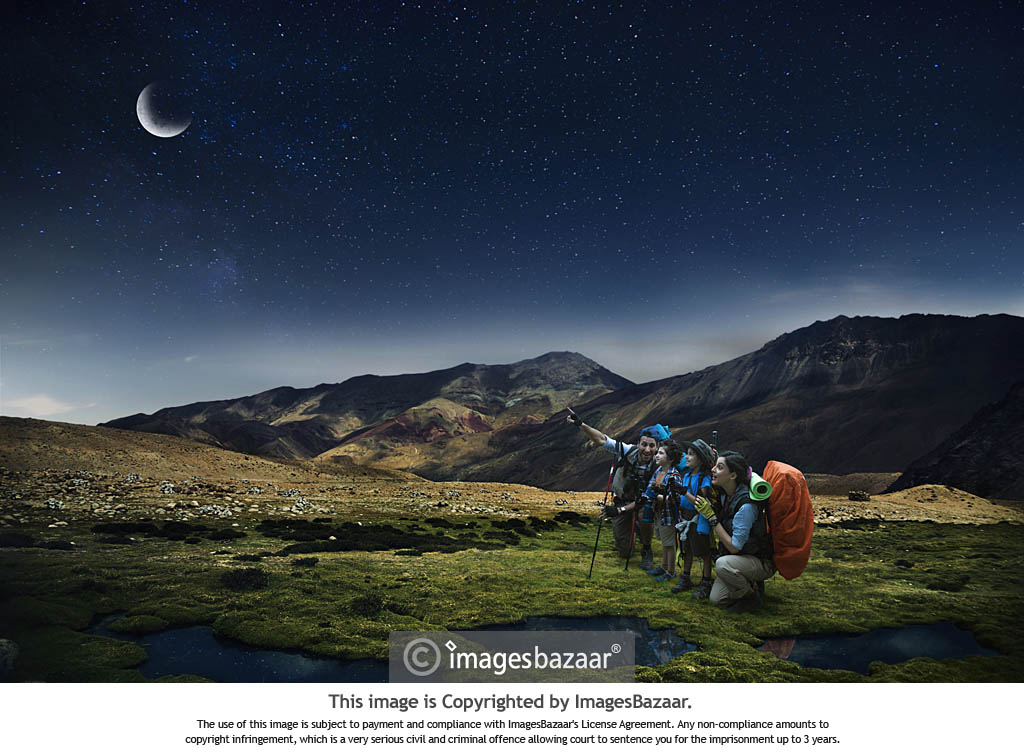 © imagesbazaar®
This image is Copyrighted by ImagesBazaar.
The use of this image is subject to payment and compliance with ImagesBazaar's License Agreement. Any non-compliance amounts to
copyright infringement, which is a very serious civil and criminal offence allowing court to sentence you for the imprisonment up to 3 years.